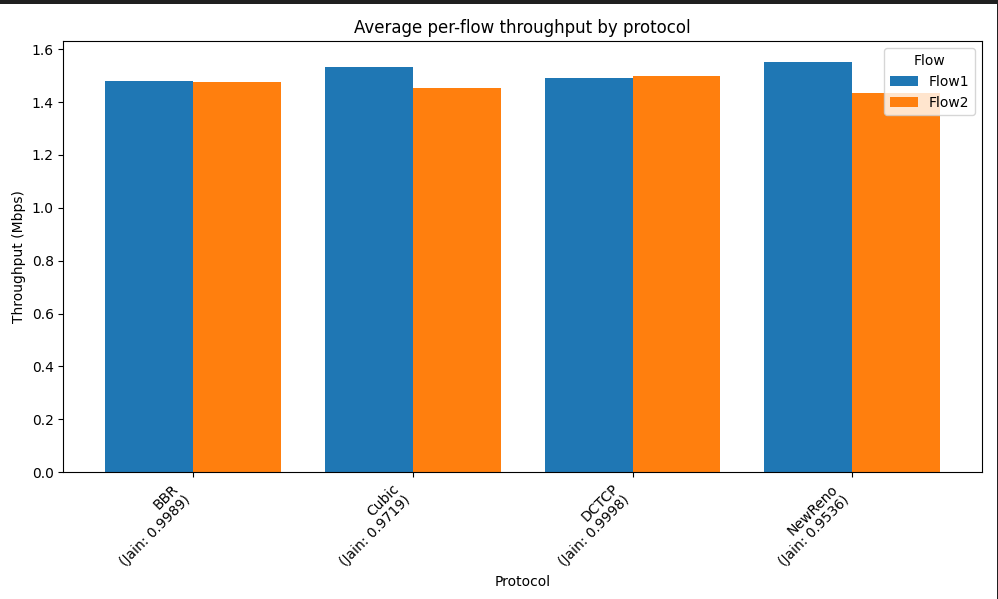 Average per-flow throughput by protocol
Throughput (Mbps)
1.6
1.4
1.2
1.0
0.8
0.6
0.4
0.2
0.0
Flow
Flow1
Flow2
BBR
(Jain: 0.9989)
Cubic
(Jain: 0.9719)
DCTCP
(Jain: 0.9998)
NewReno
(Jain: 0.9536)
Protocol